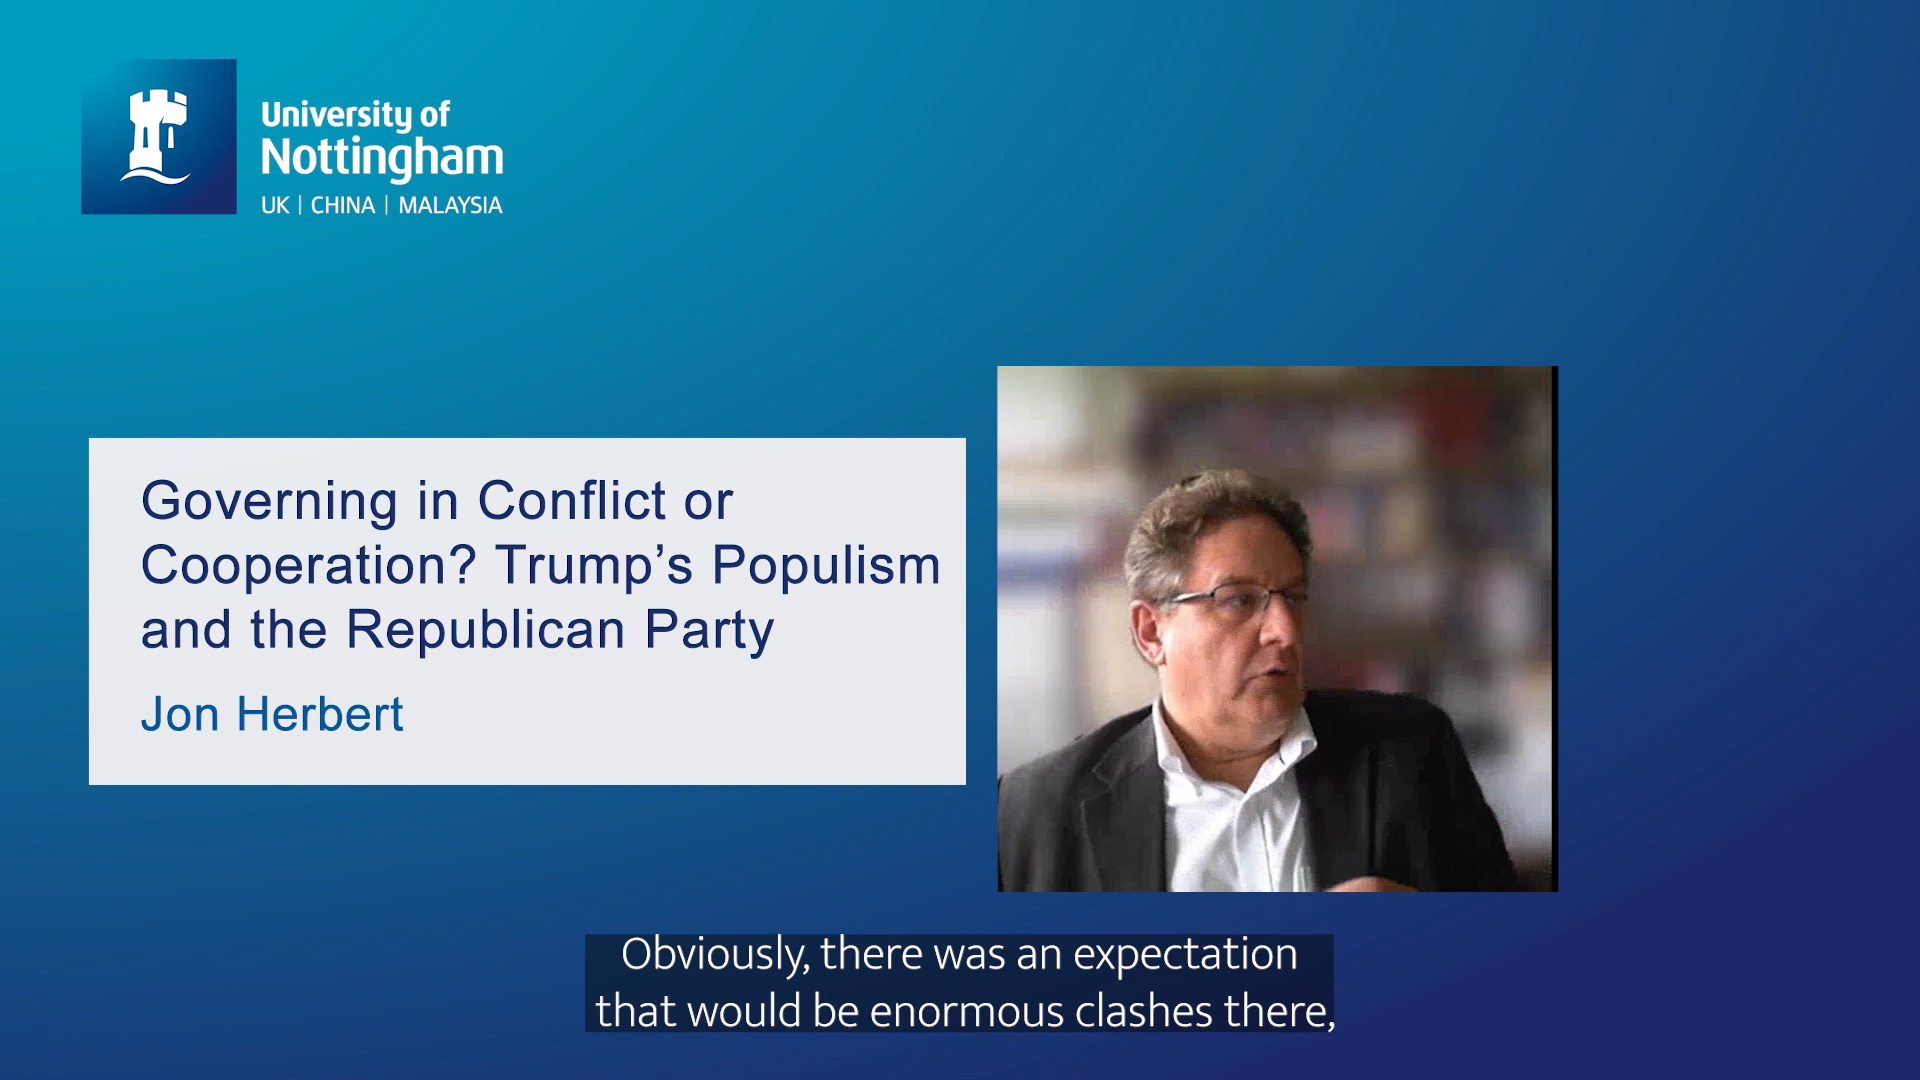 University of
Nottingham
UK | CHINA | MALAYSIA
Governing in Conflict or
Cooperation? Trump’s Populism
and the Republican Party
Jon Herbert
Obviously, there was an expectation
that would be enormous clashes there,